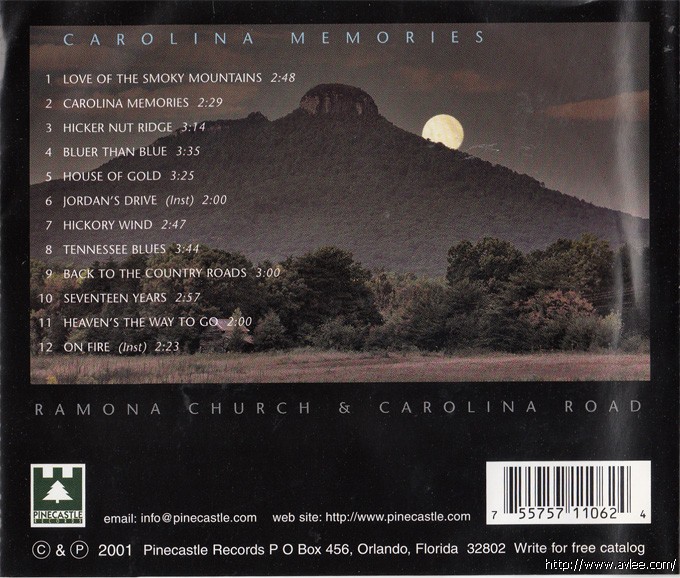 CAROLINA MEMORIES
1 LOVE OF THE SMOKY MOUNTAINS 2:48
2 CAROLINA MEMORIES 2:29
3 HICKER NUT RIDGE 3:14
4 BLUER THAN BLUE 3:35
5 HOUSE OF GOLD 3:25
6 JORDAN'S DRIVE (Inst) 2:00
7 HICKORY WIND 2:47
8 TENNESSEE BLUES 3:44
9 BACK TO THE COUNTRY ROADS 3:00
10 SEVENTEEN YEARS 2:57
11 HEAVEN'S THE WAY TO GO 2:00
12 ON FIRE (Inst) 2:23
RAMONA CHURCH & CAROLINA ROAD
PINECASTLE
RECORDS
email: info@pinecastle.com web site: http://www.pinecastle.com
7 55757 11062 4
Ⓒ & Ⓟ 2001 Pinecastle Records P O Box 456, Orlando, Florida 32802 Write for free catalog
http://www.avlee.com/